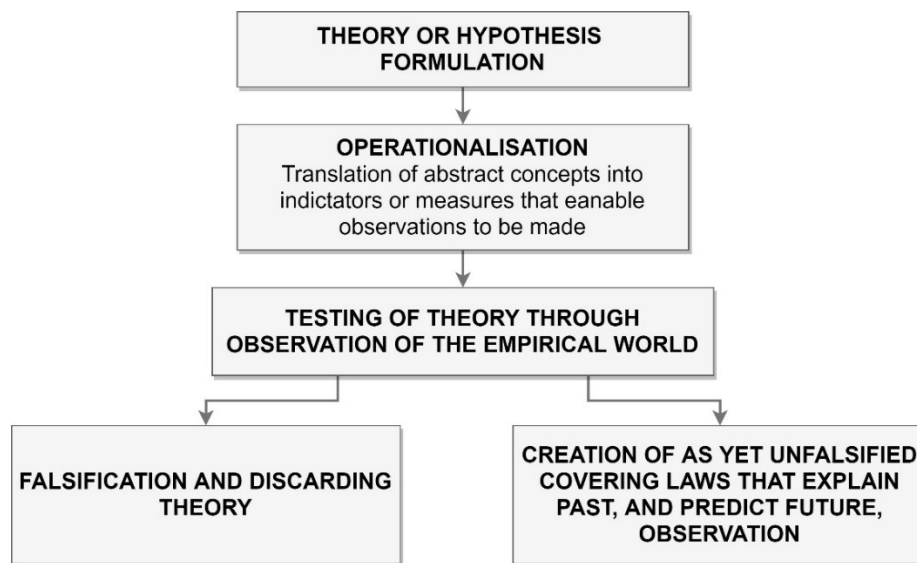 THEORY OR HYPOTHESIS
FORMULATION
OPERATIONALISATION
Translation of abstract concepts into
indictators or measures that eanable
observations to be made
TESTING OF THEORY THROUGH
OBSERVATION OF THE EMPIRICAL WORLD
FALSIFICATION AND DISCARDING
THEORY
CREATION OF AS YET UNFALSIFIED
COVERING LAWS THAT EXPLAIN
PAST, AND PREDICT FUTURE,
OBSERVATION